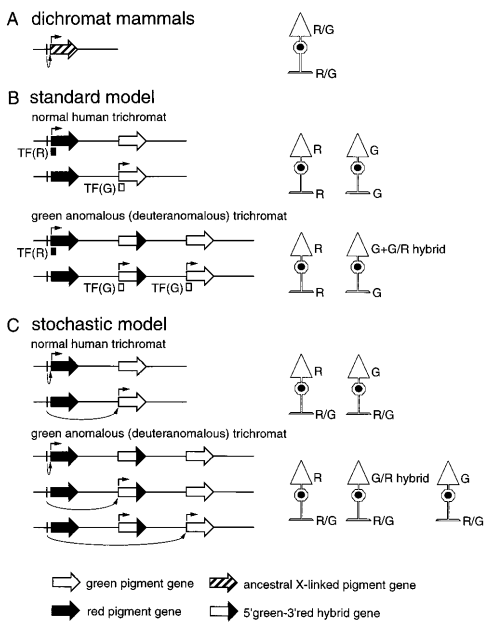 A dichromat mammals
R/G
R/G
B standard model
normal human trichromat
TF(R)
TF(G)
R
G
R
G
green anomalous (deuteranomalous) trichromat
TF(R)
TF(G) TF(G)
R
G+G/R hybrid
R
G
C stochastic model
normal human trichromat
R
G
R/G
R/G
green anomalous (deuteranomalous) trichromat
R
G/R hybrid
G
R/G
R/G
R/G
green pigment gene
ancestral X-linked pigment gene
red pigment gene
5'green-3'red hybrid gene